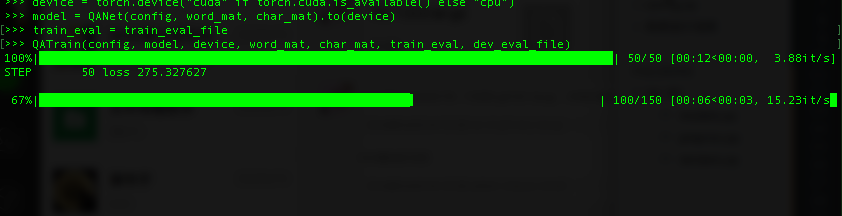 >>> device = torch.device("cuda" if torch.cuda.is_available() else "cpu")
>>> model = QANet(config, word_mat, char_mat).to(device)
[>>> train_eval = train_eval_file ]
[>>> QATrain(config, model, device, word_mat, char_mat, train_eval, dev_eval_file) ]
100%| | 50/50 [00:12<00:00, 3.88it/s]
STEP 50 loss 275.327627
67%| | 100/150 [00:06<00:03, 15.23it/s